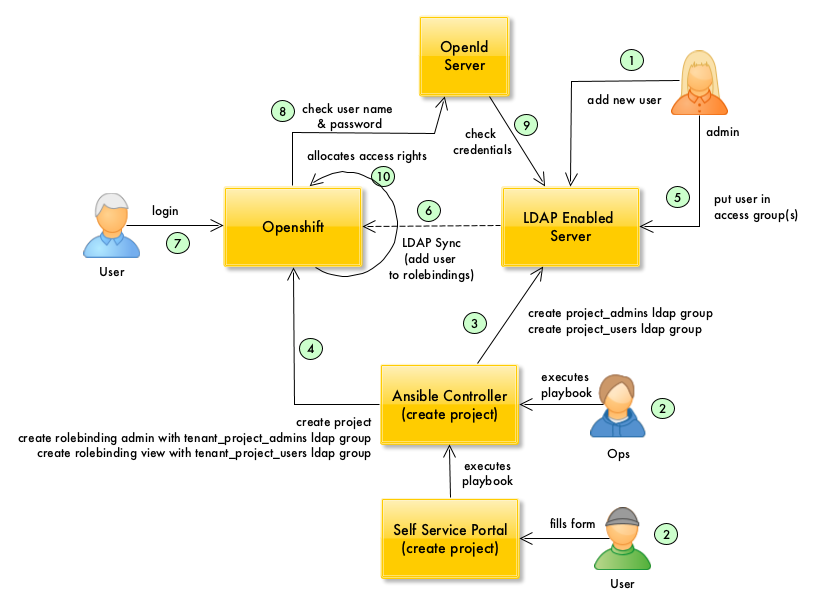 OpenId
Server
1
add new user
admin
8
check user name
& password
9
check
credentials
allocates access rights
10
5
put user in
access group(s)
login
7
User
Openshift
6
LDAP Sync
(add user
to rolebindings)
LDAP Enabled
Server
3
create project_admins ldap group
create project_users ldap group
4
Ansible Controller
(create project)
executes
playbook
2
Ops
create project
create rolebinding admin with tenant_project_admins ldap group
create rolebinding view with tenant_project_users ldap group
executes
playbook
Self Service Portal
(create project)
fills form
2
User